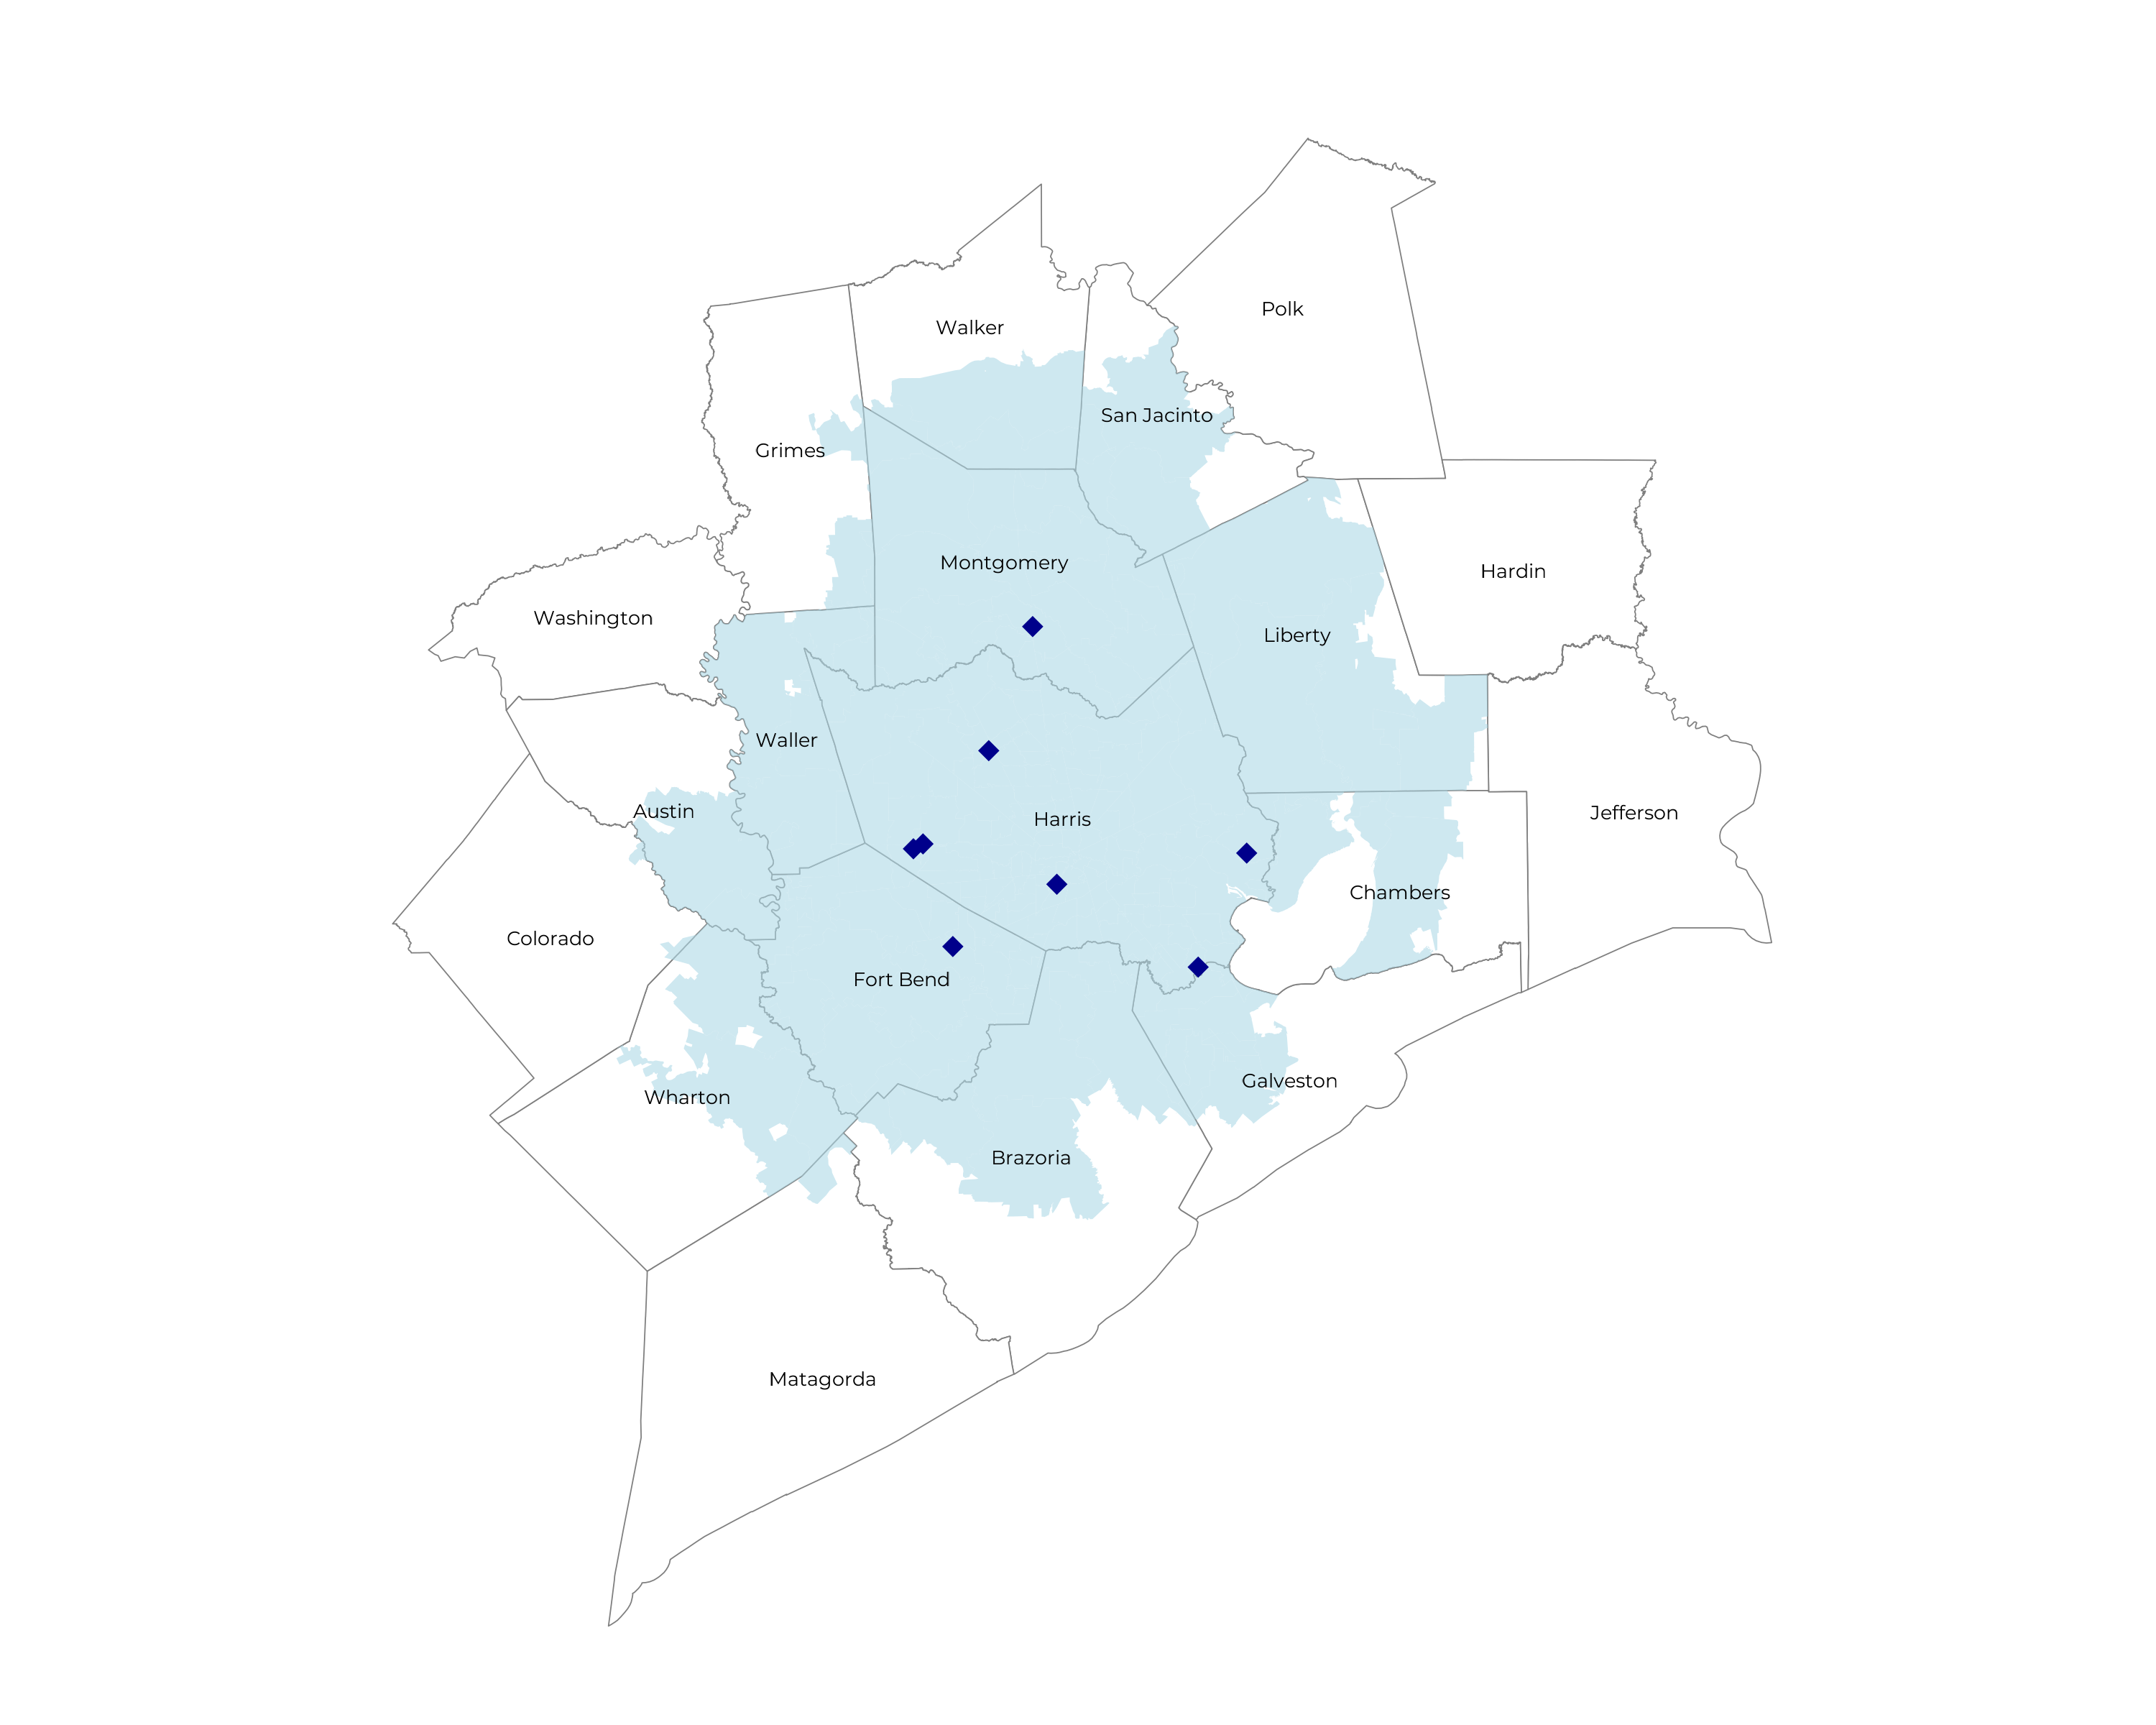 Polk
Walker
San Jacinto
Grimes
Montgomery
Hardin
Washington
Liberty
Waller
Austin
Jefferson
Harris
Chambers
Colorado
Fort Bend
Galveston
Wharton
Brazoria
Matagorda